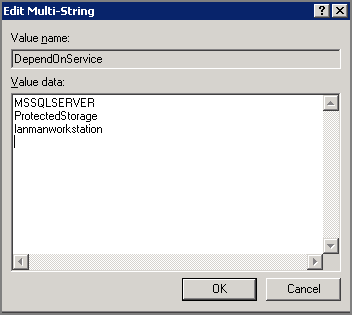 Edit Multi-String
Value name:
DependOnService
Value data:
MSSQLSERVER
ProtectedStorage
lanmanworkstation
OK
Cancel